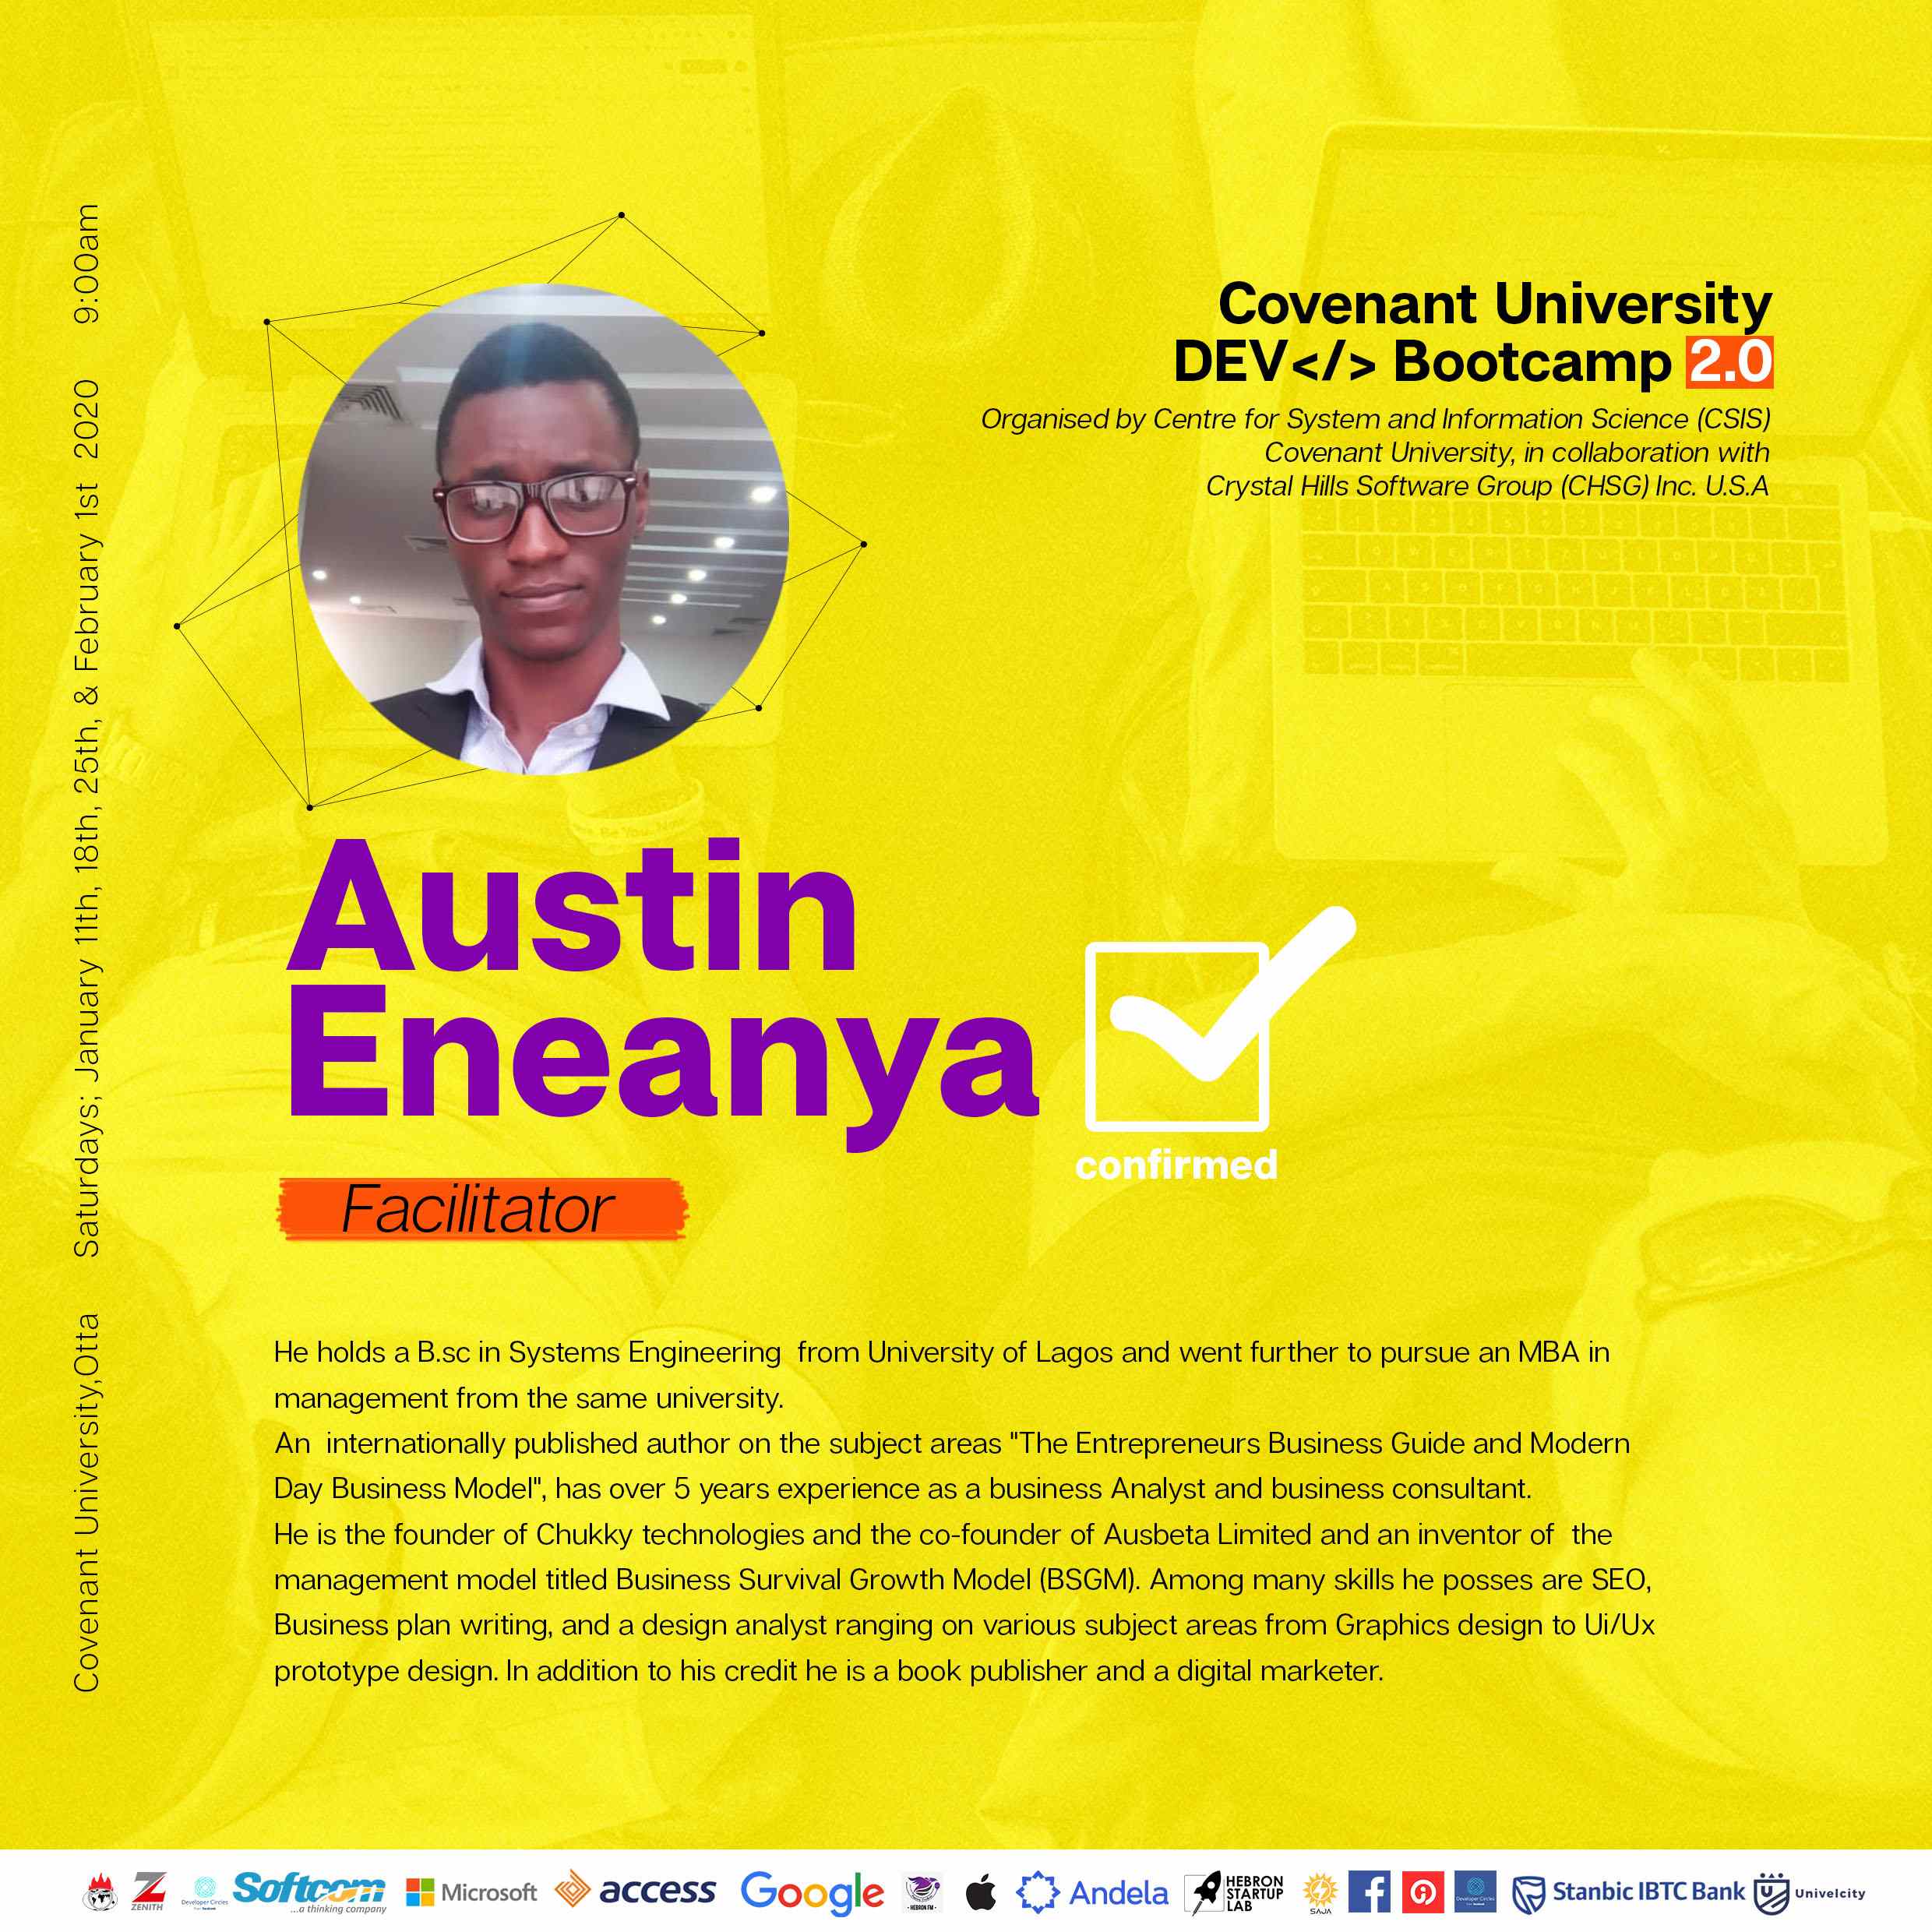 Covenant University
DEV</> Bootcamp 2.0
Organised by Centre for System and Information Science (CSIS)
Covenant University, in collaboration with
Crystal Hills Software Group (CHSG) Inc. U.S.A
Covenant University,Otta Saturdays; January 11th, 18th, 25th, & February 1st 2020 9:00am
Austin
Eneanya
confirmed
Facilitator
He holds a B.sc in Systems Engineering from University of Lagos and went further to pursue an MBA in
management from the same university.
An internationally published author on the subject areas "The Entrepreneurs Business Guide and Modern
Day Business Model", has over 5 years experience as a business Analyst and business consultant.
He is the founder of Chukky technologies and the co-founder of Ausbeta Limited and an inventor of the
management model titled Business Survival Growth Model (BSGM). Among many skills he posses are SEO,
Business plan writing, and a design analyst ranging on various subject areas from Graphics design to Ui/Ux
prototype design. In addition to his credit he is a book publisher and a digital marketer.
ZENITH
Developer Circles
Softcom
...a thinking company
Microsoft
access
Google
- HEBRON FM -
Andela
HEBRON
STARTUP
LAB
SAJA
Developer Circles
Stanbic IBTC Bank
Univelcity